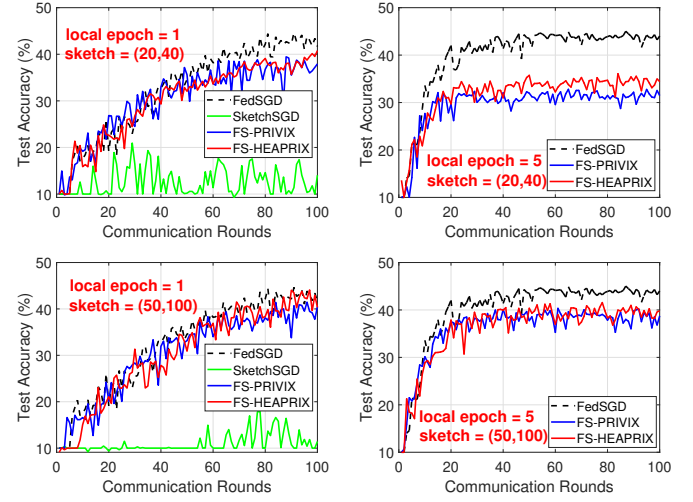 50
40
30
20
10
0
20
40
60
80
100
Communication Rounds
Test Accuracy (%)
local epoch = 1
sketch = (20,40)
FedSGD
SketchSGD
FS-PRIVIX
FS-HEAPRIX
50
40
30
20
10
0
20
40
60
80
100
Communication Rounds
Test Accuracy (%)
local epoch = 5
sketch = (20,40)
FedSGD
FS-PRIVIX
FS-HEAPRIX
50
40
30
20
10
0
20
40
60
80
100
Communication Rounds
Test Accuracy (%)
local epoch = 1
sketch = (50,100)
FedSGD
SketchSGD
FS-PRIVIX
FS-HEAPRIX
50
40
30
20
10
0
20
40
60
80
100
Communication Rounds
Test Accuracy (%)
local epoch = 5
sketch = (50,100)
FedSGD
FS-PRIVIX
FS-HEAPRIX